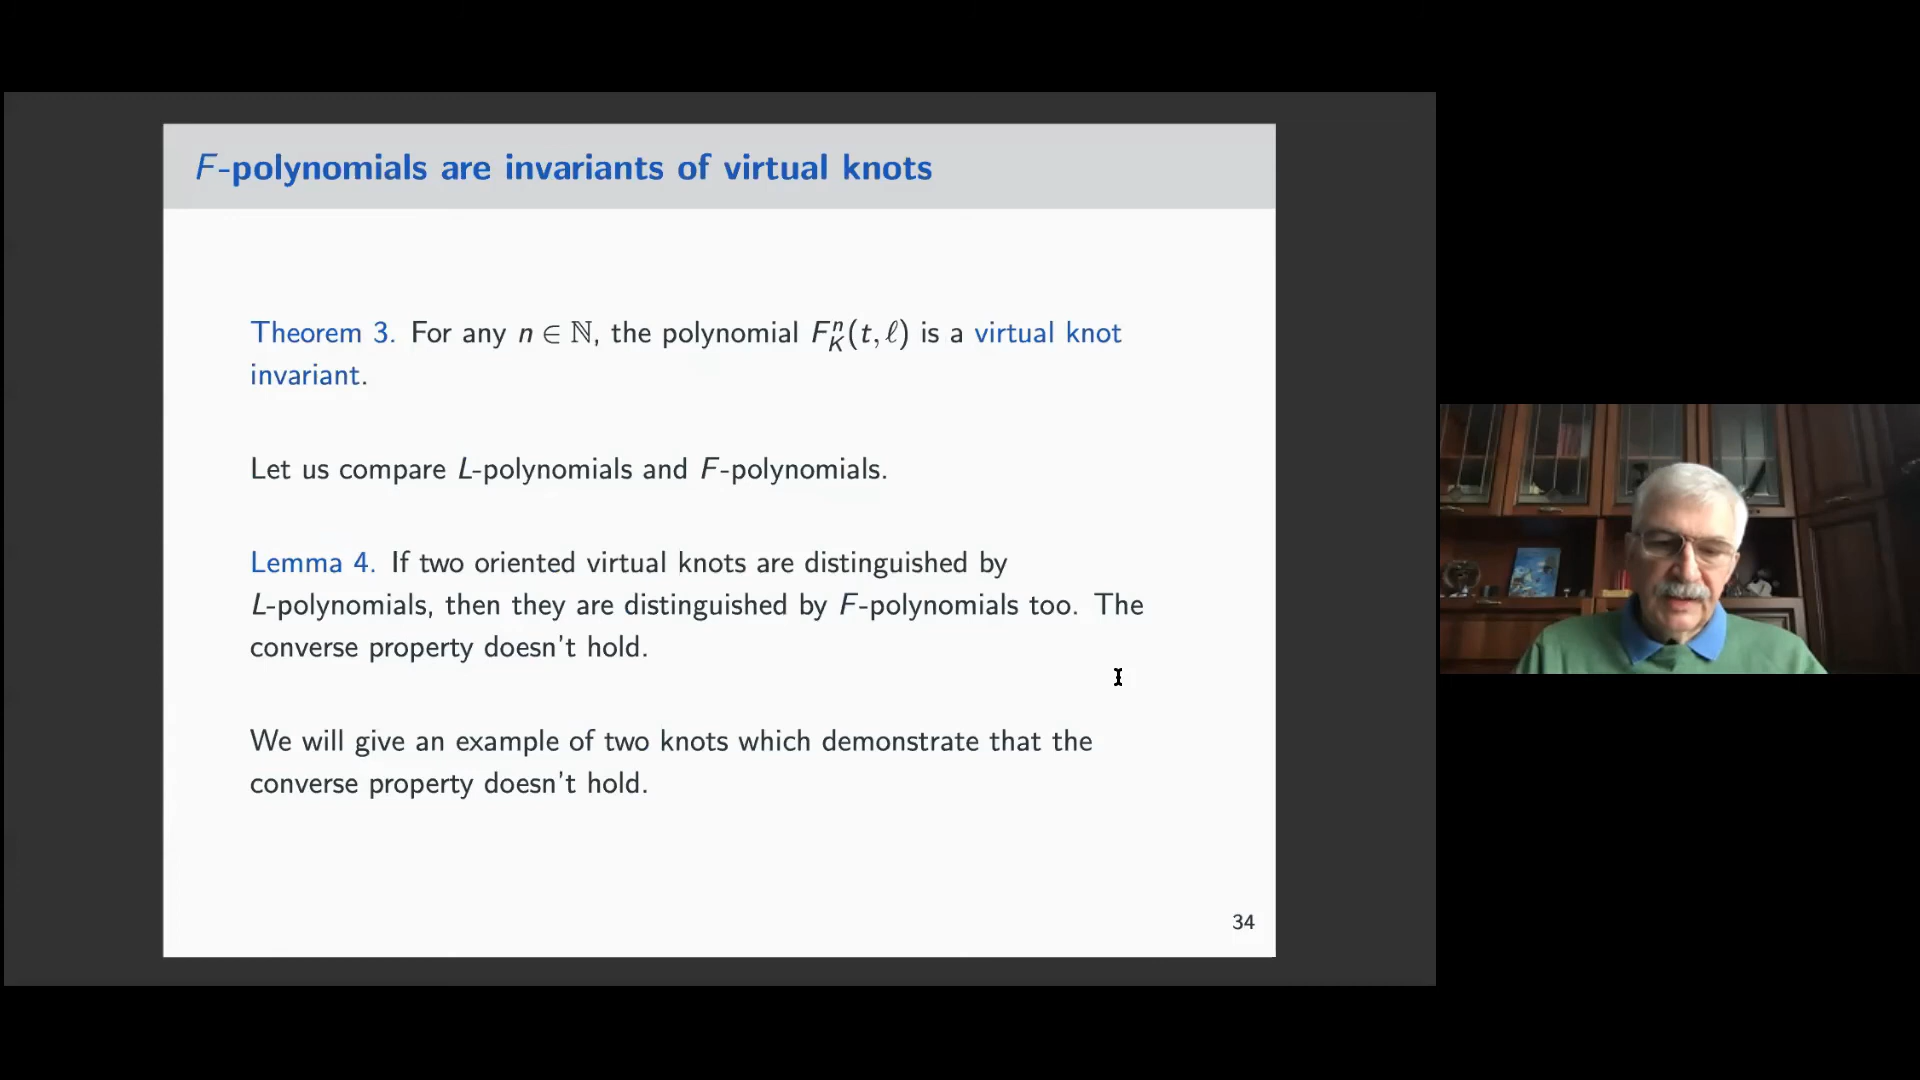 F-polynomials are invariants of virtual knots
Theorem 3. For any n ∈ ℕ, the polynomial Fⁿ_K(t, ℓ) is a virtual knot
invariant.
Let us compare L-polynomials and F-polynomials.
Lemma 4. If two oriented virtual knots are distinguished by
L-polynomials, then they are distinguished by F-polynomials too. The
converse property doesn't hold.
We will give an example of two knots which demonstrate that the
converse property doesn't hold.
34